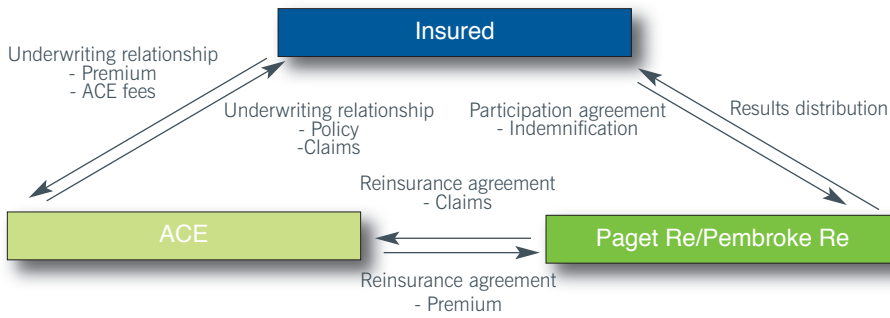 Insured
Underwriting relationship
- Premium
- ACE fees
Underwriting relationship
- Policy
-Claims
Participation agreement
- Indemnification
Results distribution
Reinsurance agreement
- Claims
ACE
Paget Re/Pembroke Re
Reinsurance agreement
- Premium